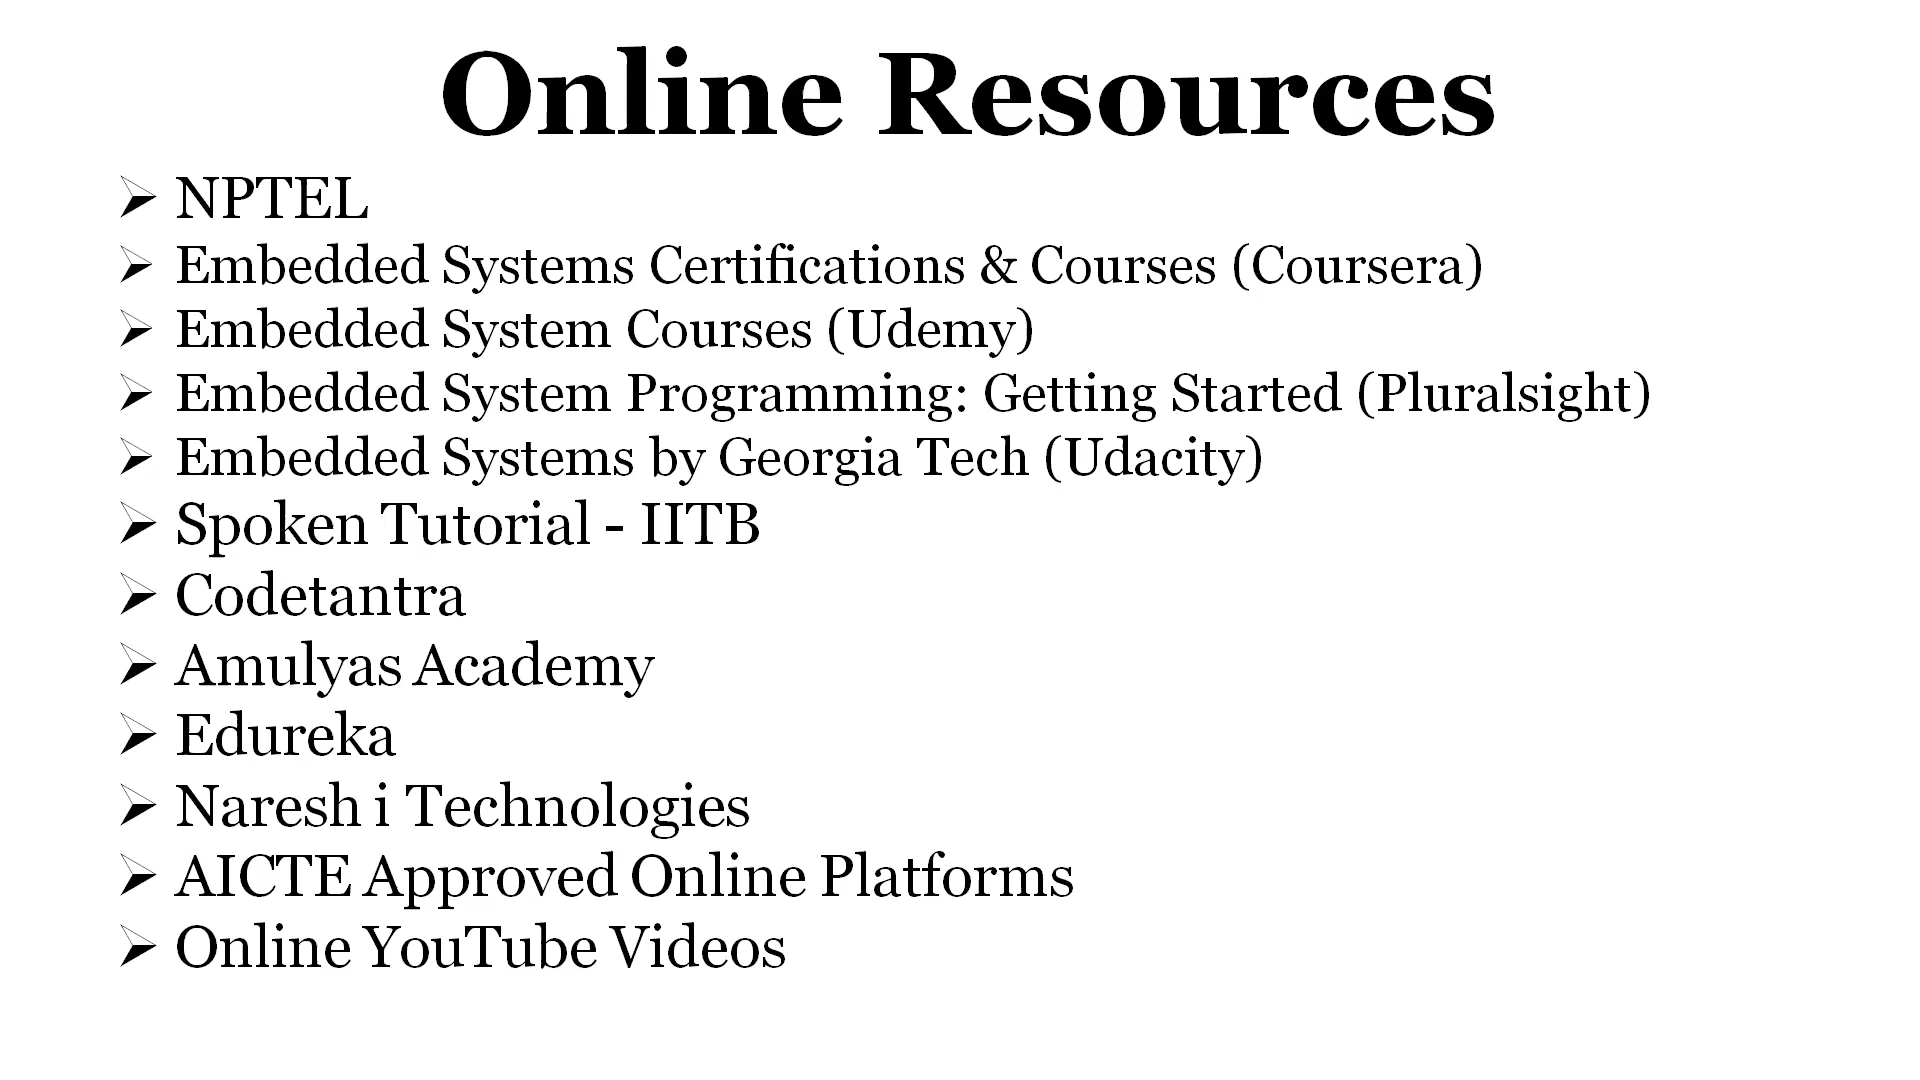 Online Resources
NPTEL
Embedded Systems Certifications & Courses (Coursera)
Embedded System Courses (Udemy)
Embedded System Programming: Getting Started (Pluralsight)
Embedded Systems by Georgia Tech (Udacity)
Spoken Tutorial - IITB
Codetantra
Amulyas Academy
Edureka
Naresh i Technologies
AICTE Approved Online Platforms
Online YouTube Videos